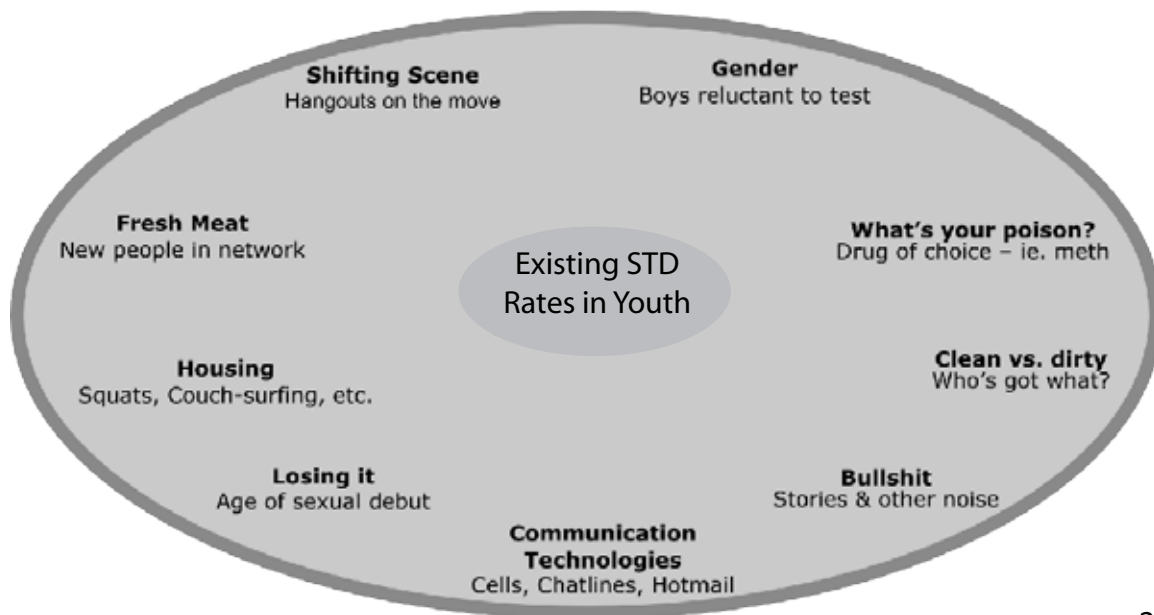 Shifting Scene
Hangouts on the move
Gender
Boys reluctant to test
Fresh Meat
New people in network
What's your poison?
Drug of choice – ie. meth
Existing STD
Rates in Youth
Housing
Squats, Couch-surfing, etc.
Clean vs. dirty
Who's got what?
Losing it
Age of sexual debut
Bullshit
Stories & other noise
Communication
Technologies
Cells, Chatlines, Hotmail